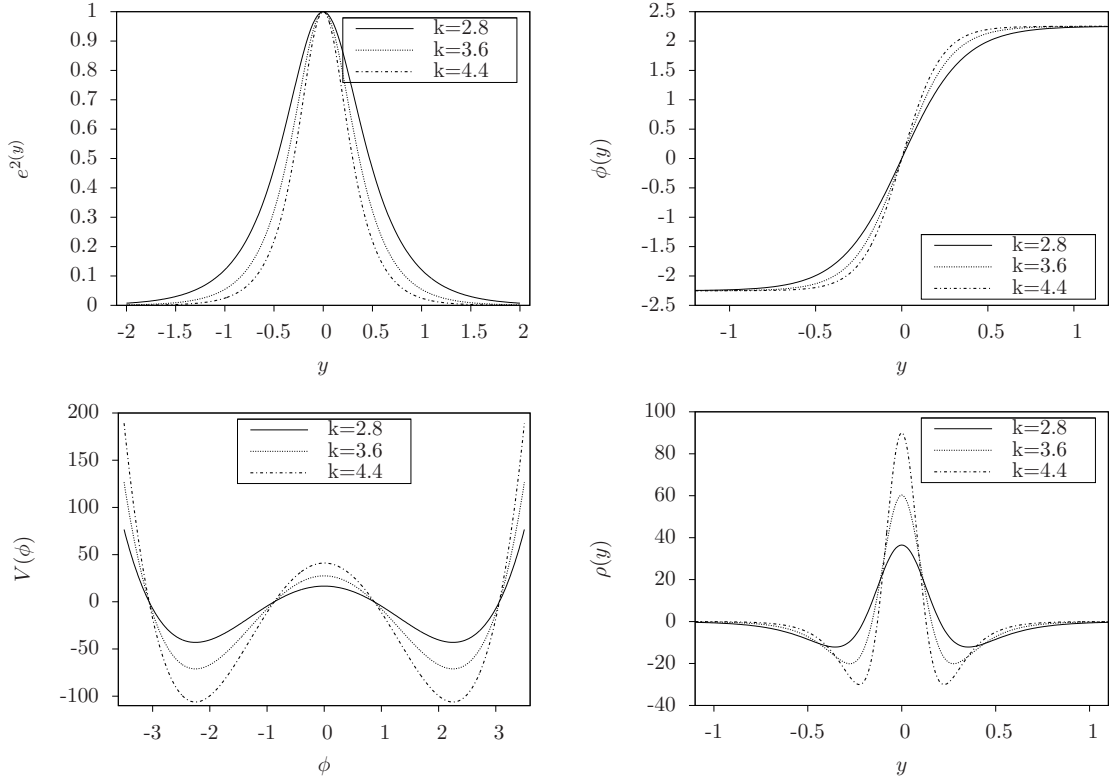 1
0.9
0.8
0.7
0.6
0.5
0.4
0.3
0.2
0.1
0
e^{2(y)}
-2 -1.5 -1 -0.5 0 0.5 1 1.5 2
y
k=2.8
k=3.6
k=4.4
2.5
2
1.5
1
0.5
0
-0.5
-1
-1.5
-2
-2.5
ϕ(y)
k=2.8
k=3.6
k=4.4
-1 -0.5 0 0.5 1
y
200
150
100
50
0
-50
-100
V(ϕ)
k=2.8
k=3.6
k=4.4
-3 -2 -1 0 1 2 3
ϕ
100
80
60
40
20
0
-20
-40
ρ(y)
k=2.8
k=3.6
k=4.4
-1 -0.5 0 0.5 1
y